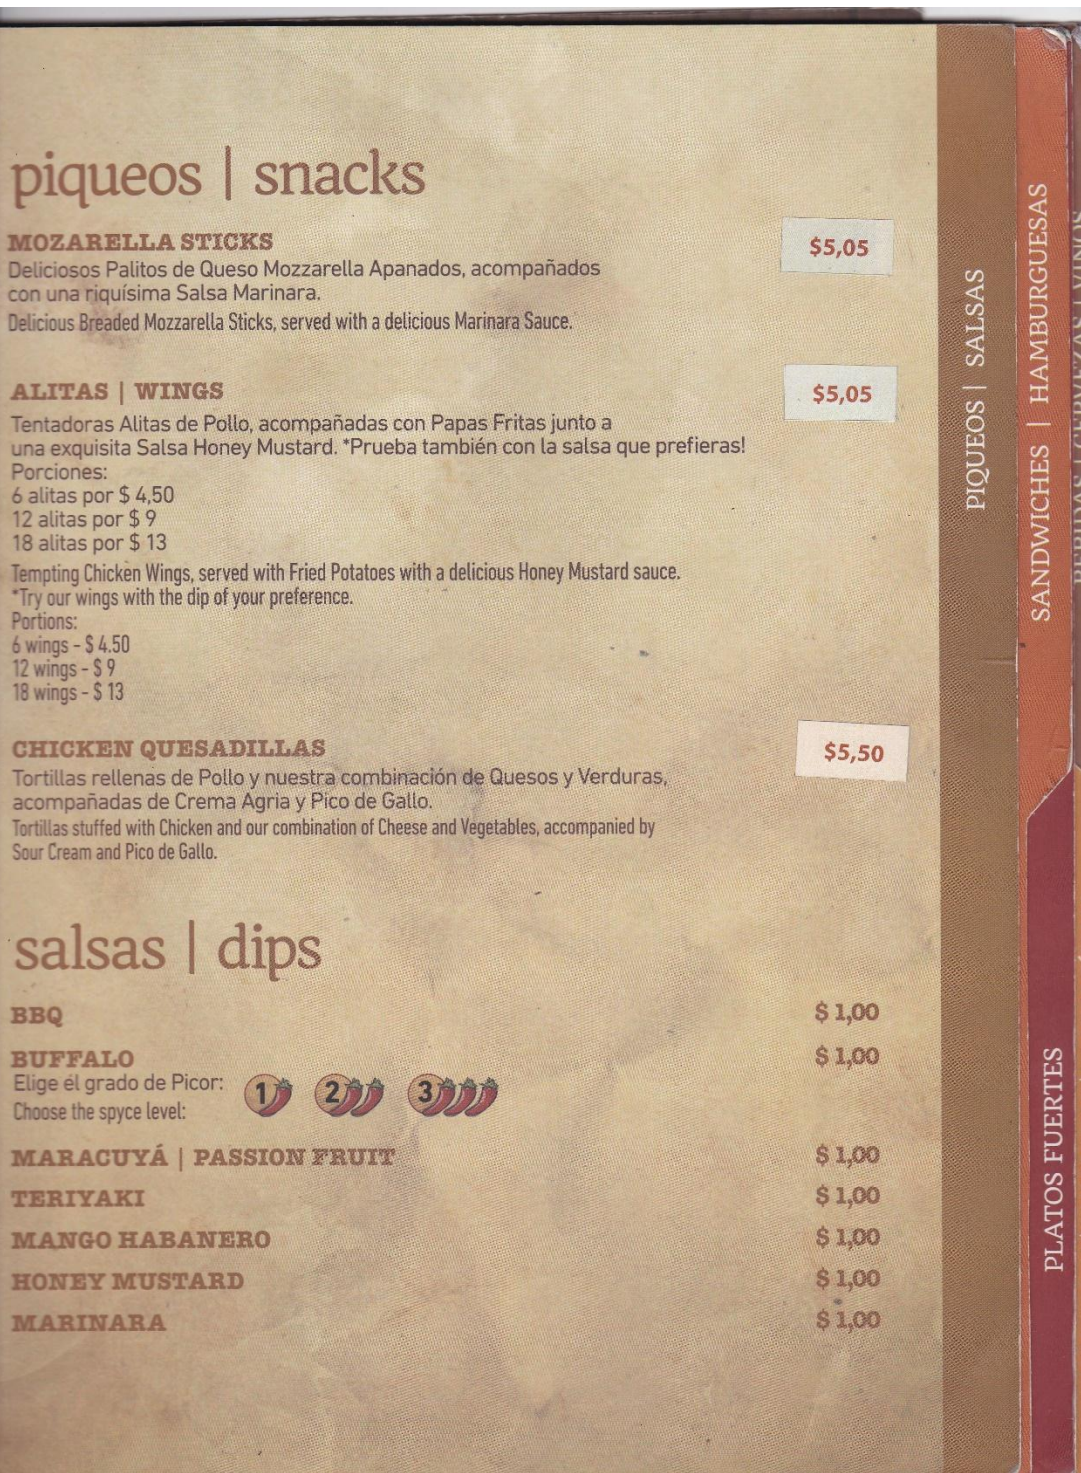 piqueos | snacks
MOZARELLA STICKS
$5,05
Deliciosos Palitos de Queso Mozzarella Apanados, acompañados
con una riquísima Salsa Marinara.
Delicious Breaded Mozzarella Sticks, served with a delicious Marinara Sauce.
ALITAS | WINGS
$5,05
Tentadoras Alitas de Pollo, acompañadas con Papas Fritas junto a
una exquisita Salsa Honey Mustard. *Prueba también con la salsa que prefieras!
Porciones:
6 alitas por $ 4,50
12 alitas por $ 9
18 alitas por $ 13
Tempting Chicken Wings, served with Fried Potatoes with a delicious Honey Mustard sauce.
*Try our wings with the dip of your preference.
Portions:
6 wings - $ 4.50
12 wings - $ 9
18 wings - $ 13
CHICKEN QUESADILLAS
$5,50
Tortillas rellenas de Pollo y nuestra combinación de Quesos y Verduras,
acompañadas de Crema Agria y Pico de Gallo.
Tortillas stuffed with Chicken and our combination of Cheese and Vegetables, accompanied by
Sour Cream and Pico de Gallo.
salsas | dips
BBQ $ 1,00
BUFFALO $ 1,00
Elige el grado de Picor:
Choose the spyce level:
1 2 3
MARACUYÁ | PASSION FRUIT $ 1,00
TERIYAKI $ 1,00
MANGO HABANERO $ 1,00
HONEY MUSTARD $ 1,00
MARINARA $ 1,00
PIQUEOS | SALSAS
SANDWICHES | HAMBURGUESAS
PLATOS FUERTES